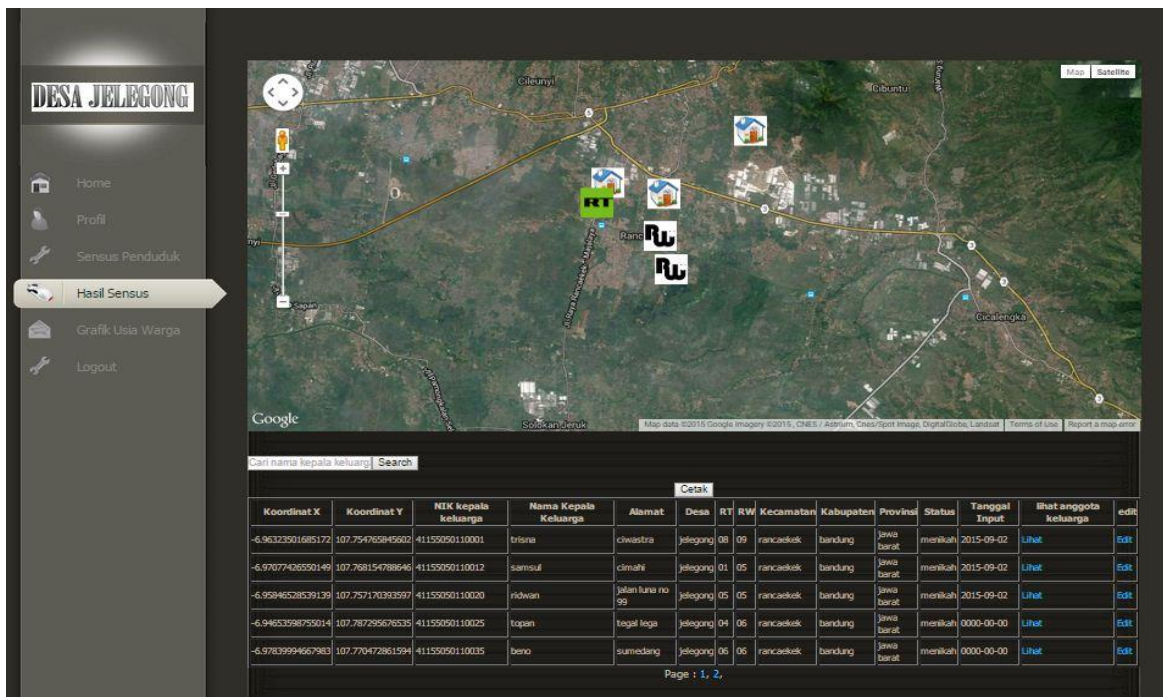 DESA JELEGONG
Home
Profil
Sensus Penduduk
Hasil Sensus
Grafik Usia Warga
Logout
Map Satellite
Cileunyi
Cibuntu
RT
Ranc
RW
RW
Jl Raya Rancaekek - Majalaya
Sapan
Cicalengka
Solokan Jeruk
Google
Map data ©2015 Google Imagery ©2015 , CNES / Astrium, Cnes/Spot Image, DigitalGlobe, Landsat Terms of Use Report a map error
Cari nama kepala keluarg Search
Cetak
Koordinat X Koordinat Y NIK kepala keluarga Nama Kepala Keluarga Alamat Desa RT RW Kecamatan Kabupaten Provinsi Status Tanggal Input lihat anggota keluarga edit
-6.96323501685172 107.754765845602 41155050110001 trisna ciwastra jelegong 08 09 rancaekek bandung jawa barat menikah 2015-09-02 Lihat Edit
-6.97077426550149 107.768154788646 41155050110012 samsul cimahi jelegong 01 05 rancaekek bandung jawa barat menikah 2015-09-02 Lihat Edit
-6.95846528539139 107.757170393597 41155050110020 ridwan jalan luna no 99 jelegong 05 05 rancaekek bandung jawa barat menikah 2015-09-02 Lihat Edit
-6.94653598755014 107.787295676535 41155050110025 topan tegal lega jelegong 04 06 rancaekek bandung jawa barat menikah 0000-00-00 Lihat Edit
-6.97839994667983 107.770472861594 41155050110035 beno sumedang jelegong 06 06 rancaekek bandung jawa barat menikah 0000-00-00 Lihat Edit
Page : 1, 2,